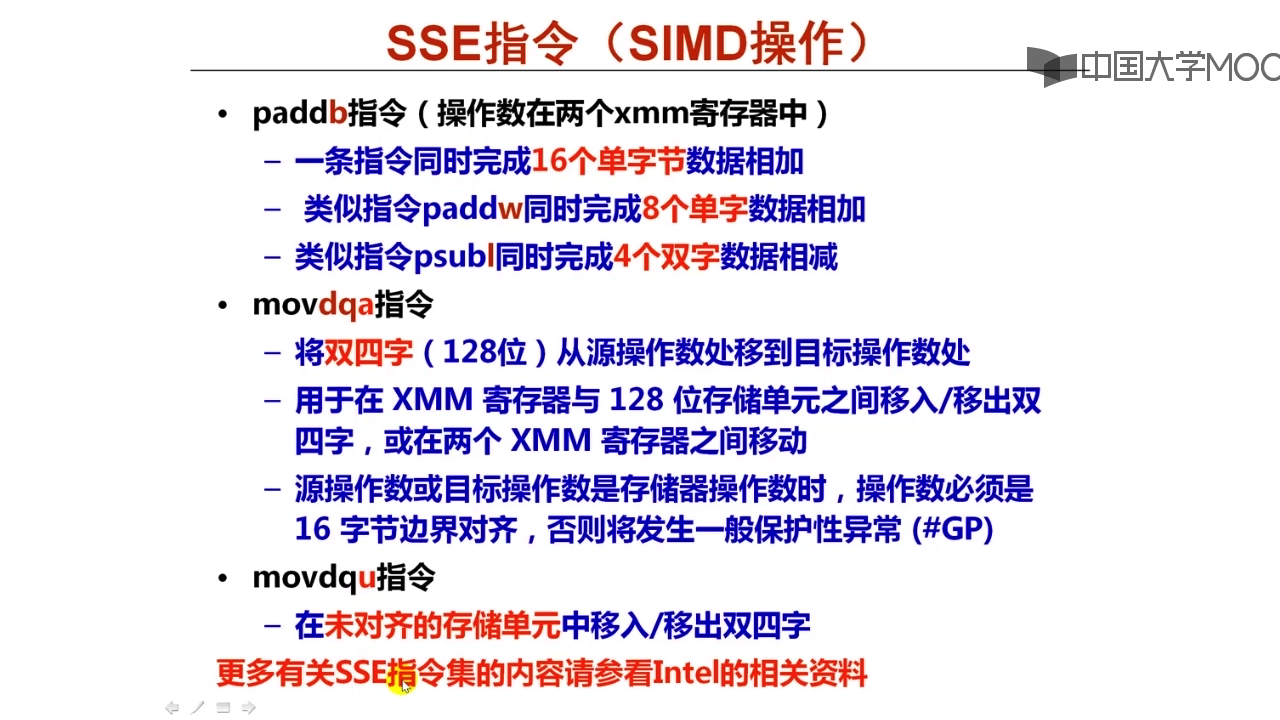 SSE指令（SIMD操作）
中国大学MOO
• paddb指令（操作数在两个xmm寄存器中）
– 一条指令同时完成16个单字节数据相加
– 类似指令paddw同时完成8个单字数据相加
– 类似指令psubl同时完成4个双字数据相减
• movdqa指令
– 将双四字（128位）从源操作数处移到目标操作数处
– 用于在 XMM 寄存器与 128 位存储单元之间移入/移出双
四字，或在两个 XMM 寄存器之间移动
– 源操作数或目标操作数是存储器操作数时，操作数必须是
16 字节边界对齐，否则将发生一般保护性异常 (#GP)
• movdqu指令
– 在未对齐的存储单元中移入/移出双四字
更多有关SSE指令集的内容请参看Intel的相关资料